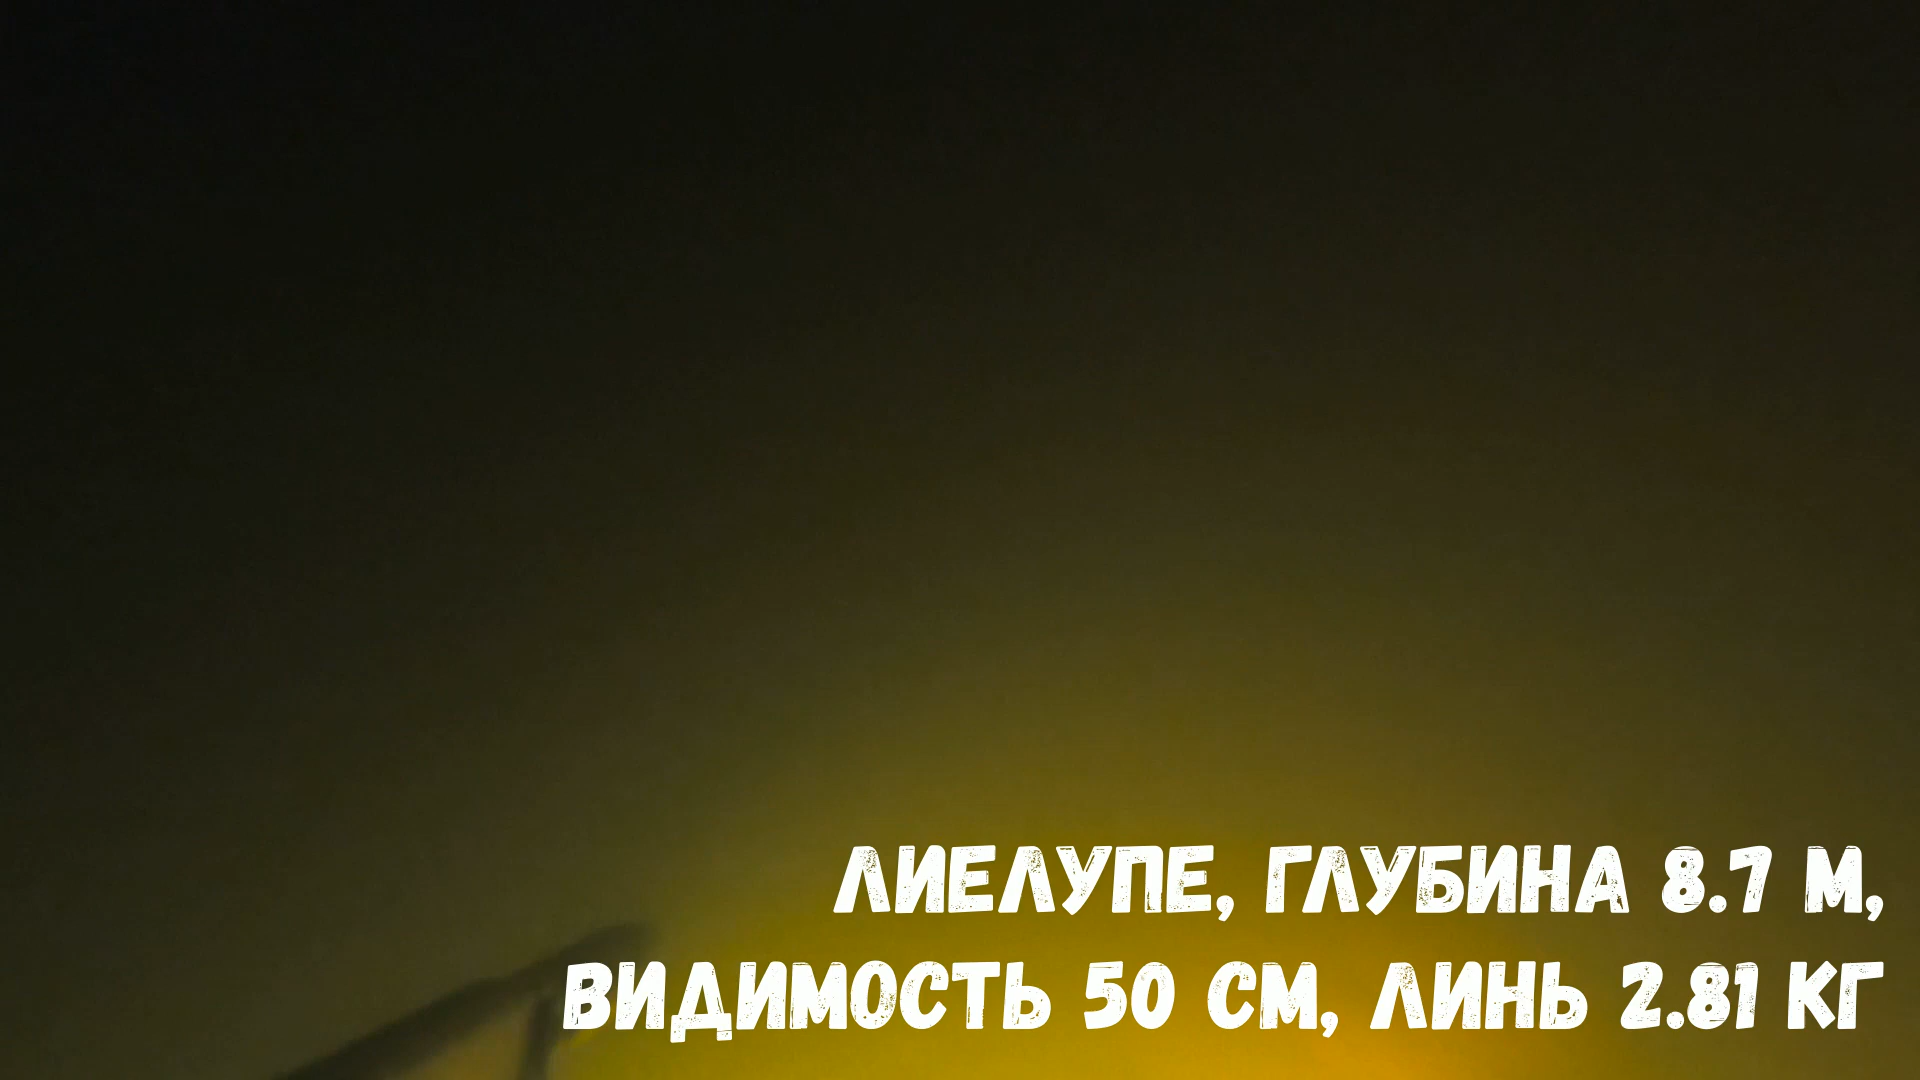 ЛИЕЛУПЕ, ГЛУБИНА 8.7 М,
ВИДИМОСТЬ 50 СМ, ЛИНЬ 2.81 КГ